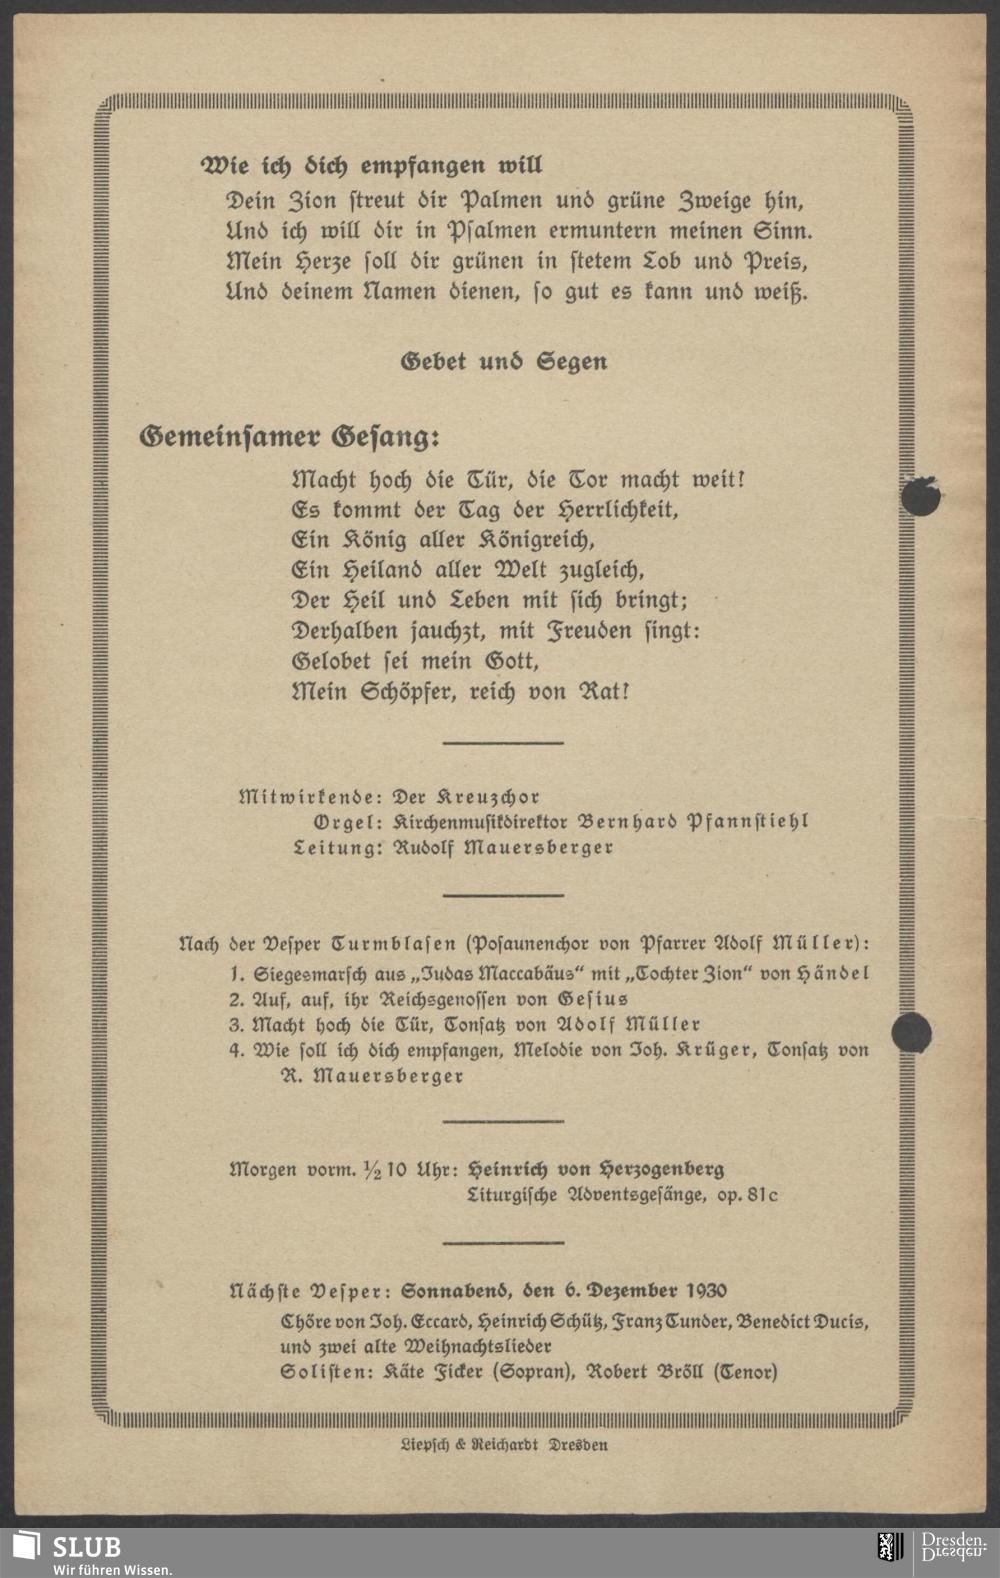 Wie ich dich empfangen will
Dein Zion streut dir Palmen und grüne Zweige hin,
Und ich will dir in Psalmen ermuntern meinen Sinn.
Mein Herze soll dir grünen in stetem Lob und Preis,
Und deinem Namen dienen, so gut es kann und weiß.
Gebet und Segen
Gemeinsamer Gesang:
Macht hoch die Tür, die Tor macht weit!
Es kommt der Tag der Herrlichkeit,
Ein König aller Königreich,
Ein Heiland aller Welt zugleich,
Der Heil und Leben mit sich bringt;
Derhalben jauchzt, mit Freuden singt:
Gelobet sei mein Gott,
Mein Schöpfer, reich von Rat!
Mitwirkende: Der Kreuzchor
Orgel: Kirchenmusikdirektor Bernhard Pfannstiehl
Leitung: Rudolf Mauersberger
Nach der Vesper Turmblasen (Posaunenchor von Pfarrer Adolf Müller):
1. Siegesmarsch aus „Judas Maccabäus“ mit „Tochter Zion“ von Händel
2. Auf, auf, ihr Reichsgenossen von Gesius
3. Macht hoch die Tür, Tonsatz von Adolf Müller
4. Wie soll ich dich empfangen, Melodie von Joh. Krüger, Tonsatz von
R. Mauersberger
Morgen vorm. ½10 Uhr: Heinrich von Herzogenberg
Liturgische Adventsgesänge, op. 81c
Nächste Vesper: Sonnabend, den 6. Dezember 1930
Chöre von Joh. Eccard, Heinrich Schütz, Franz Tunder, Benedict Ducis,
und zwei alte Weihnachtslieder
Solisten: Käte Ficker (Sopran), Robert Bröll (Tenor)
Liepsch & Reichardt Dresden
SLUB
Wir führen Wissen.
Dresden.
Dresden.